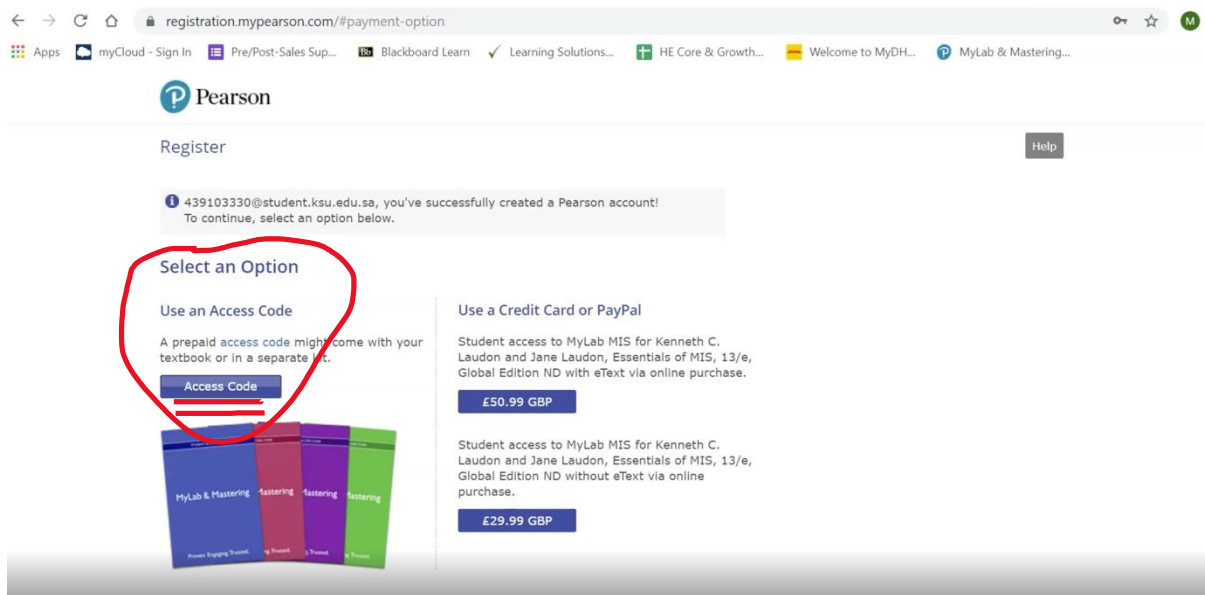 registration.mypearson.com/#payment-option
M
Apps myCloud - Sign In Pre/Post-Sales Sup... Bb Blackboard Learn Learning Solutions... HE Core & Growth... Welcome to MyDH... MyLab & Mastering...
Pearson
Register
Help
439103330@student.ksu.edu.sa, you've successfully created a Pearson account!
To continue, select an option below.
Select an Option
Use an Access Code
A prepaid access code might come with your
textbook or in a separate kit.
Access Code
MyLab & Mastering
Mastering
Mastering
Mastering
Proven. Engaging. Trusted.
Use a Credit Card or PayPal
Student access to MyLab MIS for Kenneth C.
Laudon and Jane Laudon, Essentials of MIS, 13/e,
Global Edition ND with eText via online purchase.
£50.99 GBP
Student access to MyLab MIS for Kenneth C.
Laudon and Jane Laudon, Essentials of MIS, 13/e,
Global Edition ND without eText via online
purchase.
£29.99 GBP